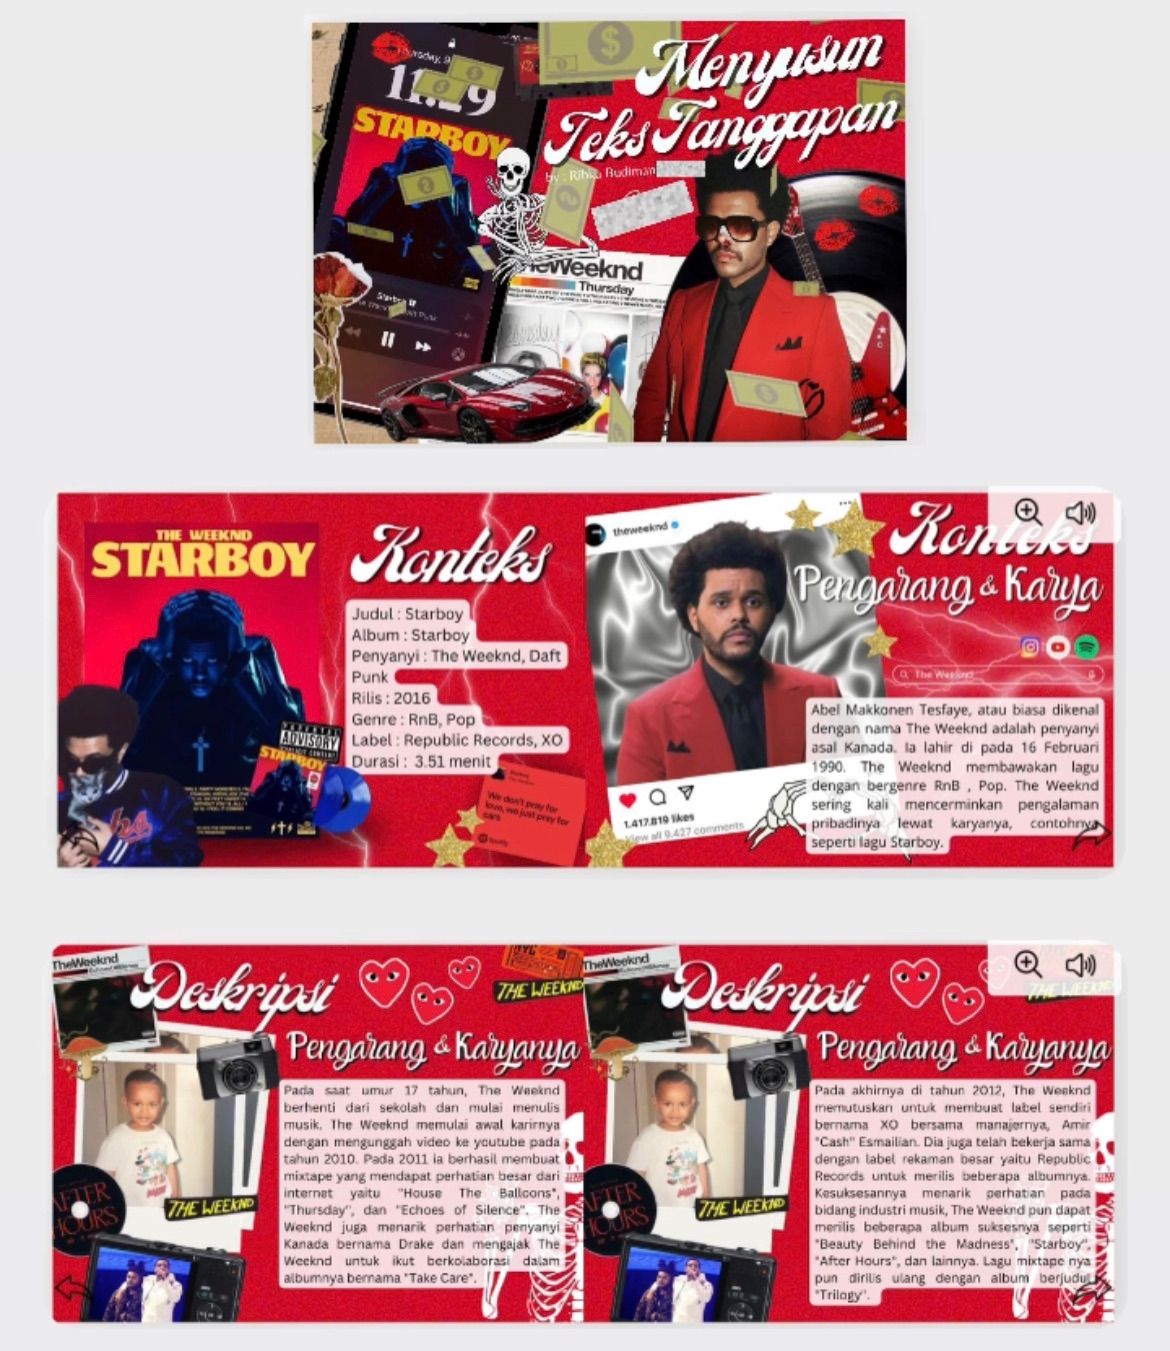 Menyusun
Teks Tanggapan
by : Ribka Budiman
STARBOY
TheWeeknd
Thursday
THE WEEKND
STARBOY
Konteks
Judul : Starboy
Album : Starboy
Penyanyi : The Weeknd, Daft
Punk
Rilis : 2016
Genre : RnB, Pop
Label : Republic Records, XO
Durasi : 3.51 menit
PARENTAL
ADVISORY
EXPLICIT CONTENT
STARBOY
We don't pray for
love, we just pray for
cars
Spotify
theweeknd
1.417.819 likes
View all 9.427 comments
Konteks
Pengarang & Karya
The Weeknd
Abel Makkonen Tesfaye, atau biasa dikenal
dengan nama The Weeknd adalah penyanyi
asal Kanada. Ia lahir di pada 16 Februari
1990. The Weeknd membawakan lagu
dengan bergenre RnB , Pop. The Weeknd
sering kali mencerminkan pengalaman
pribadinya lewat karyanya, contohnya
seperti lagu Starboy.
TheWeeknd
Deskripsi
THE WEEKND
Pengarang & Karyanya
Pada saat umur 17 tahun, The Weeknd
berhenti dari sekolah dan mulai menulis
musik. The Weeknd memulai awal karirnya
dengan mengunggah video ke youtube pada
tahun 2010. Pada 2011 ia berhasil membuat
mixtape yang mendapat perhatian besar dari
internet yaitu "House The Balloons",
"Thursday", dan "Echoes of Silence". The
Weeknd juga menarik perhatian penyanyi
Kanada bernama Drake dan mengajak The
Weeknd untuk ikut berkolaborasi dalam
albumnya bernama "Take Care".
AFTER
HOURS
THE WEEKND
TheWeeknd
Deskripsi
THE WEEKND
Pengarang & Karyanya
Pada akhirnya di tahun 2012, The Weeknd
memutuskan untuk membuat label sendiri
bernama XO bersama manajernya, Amir
"Cash" Esmailian. Dia juga telah bekerja sama
dengan label rekaman besar yaitu Republic
Records untuk merilis beberapa albumnya.
Kesuksesannya menarik perhatian pada
bidang industri musik, The Weeknd pun dapat
merilis beberapa album suksesnya seperti
"Beauty Behind the Madness", "Starboy",
"After Hours", dan lainnya. Lagu mixtape nya
pun dirilis ulang dengan album berjudul
"Trilogy".
AFTER
HOURS
THE WEEKND